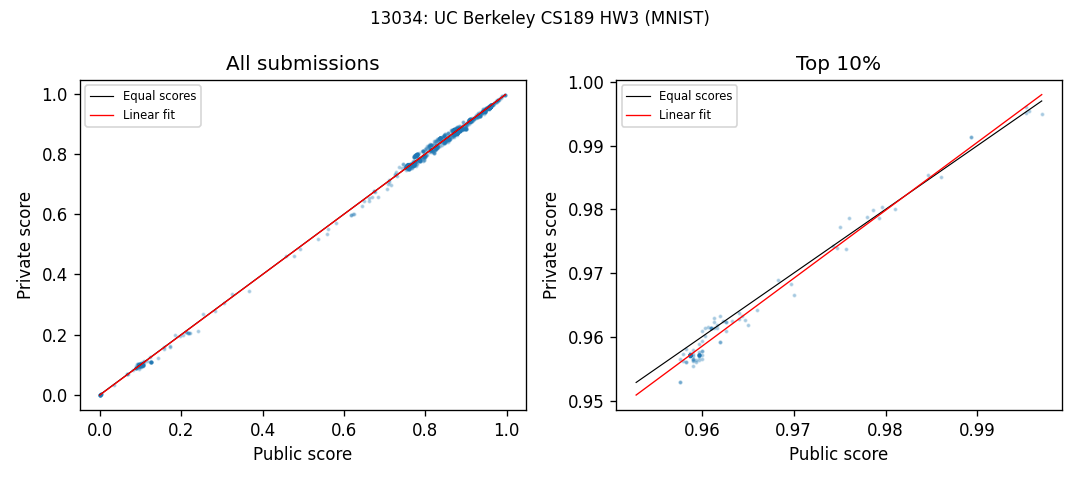 13034: UC Berkeley CS189 HW3 (MNIST)
All submissions
Equal scores
Linear fit
1.0
0.8
0.6
0.4
0.2
0.0
Private score
0.0 0.2 0.4 0.6 0.8 1.0
Public score
Top 10%
Equal scores
Linear fit
1.00
0.99
0.98
0.97
0.96
0.95
Private score
0.96 0.97 0.98 0.99
Public score